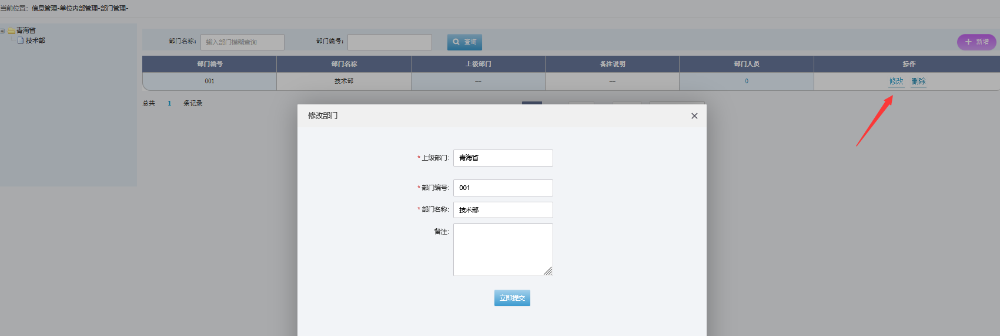 当前位置：信息管理-单位内部管理-部门管理-
青海省
技术部
部门名称： 输入部门模糊查询 部门编号： 查询 新增
部门编号 部门名称 上级部门 备注说明 部门人员 操作
001 技术部 — — 0 修改 删除
总共 1 条记录
修改部门
*上级部门： 青海省
*部门编号： 001
*部门名称： 技术部
备注：
立即提交